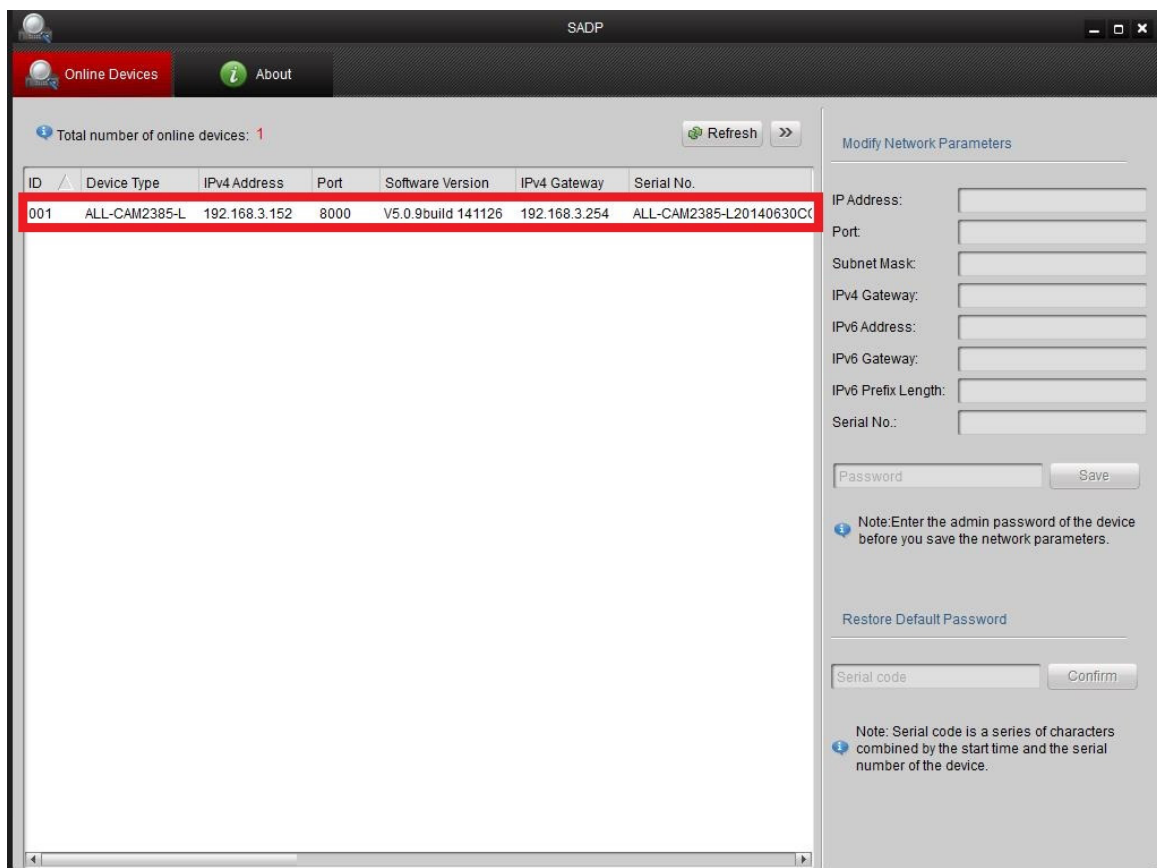 SADP
Online Devices About
Total number of online devices: 1 Refresh »
ID Device Type IPv4 Address Port Software Version IPv4 Gateway Serial No.
001 ALL-CAM2385-L 192.168.3.152 8000 V5.0.9build 141126 192.168.3.254 ALL-CAM2385-L20140630CC
Modify Network Parameters
IP Address:
Port:
Subnet Mask:
IPv4 Gateway:
IPv6 Address:
IPv6 Gateway:
IPv6 Prefix Length:
Serial No.:
Password Save
Note:Enter the admin password of the device
before you save the network parameters.
Restore Default Password
Serial code Confirm
Note: Serial code is a series of characters
combined by the start time and the serial
number of the device.